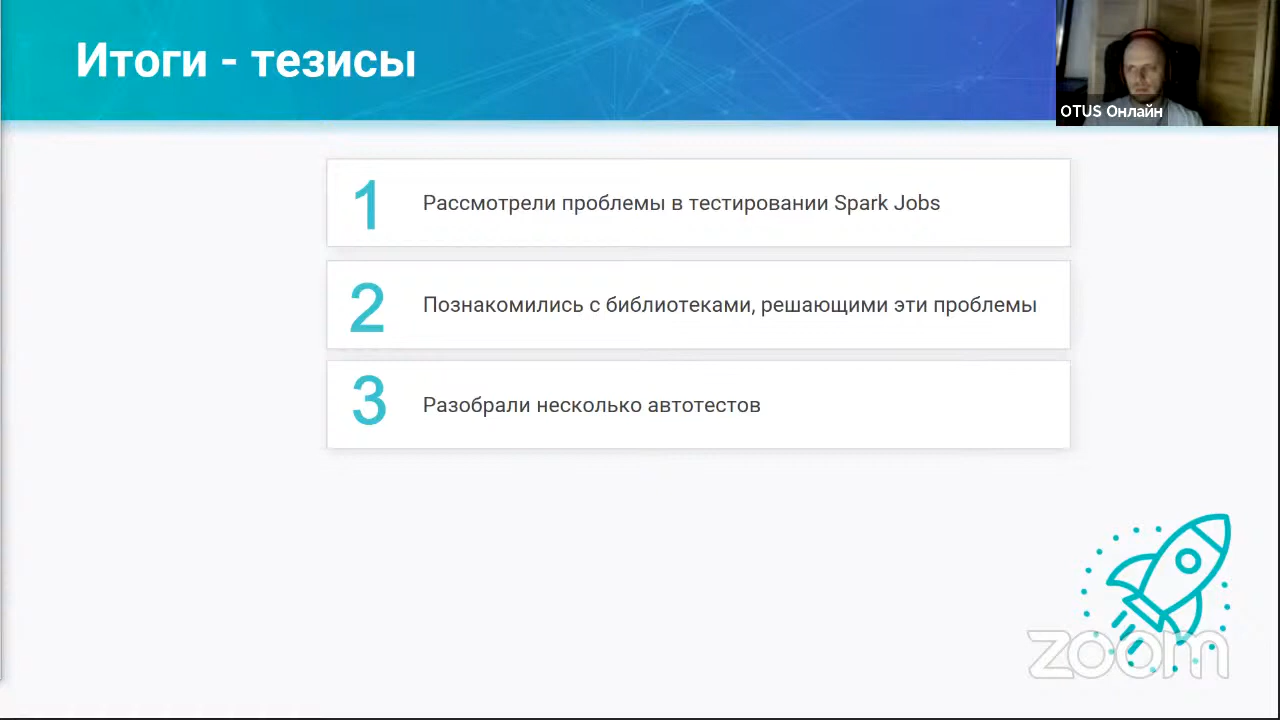 Итоги - тезисы
OTUS Онлайн
1
Рассмотрели проблемы в тестировании Spark Jobs
2
Познакомились с библиотеками, решающими эти проблемы
3
Разобрали несколько автотестов
zoom